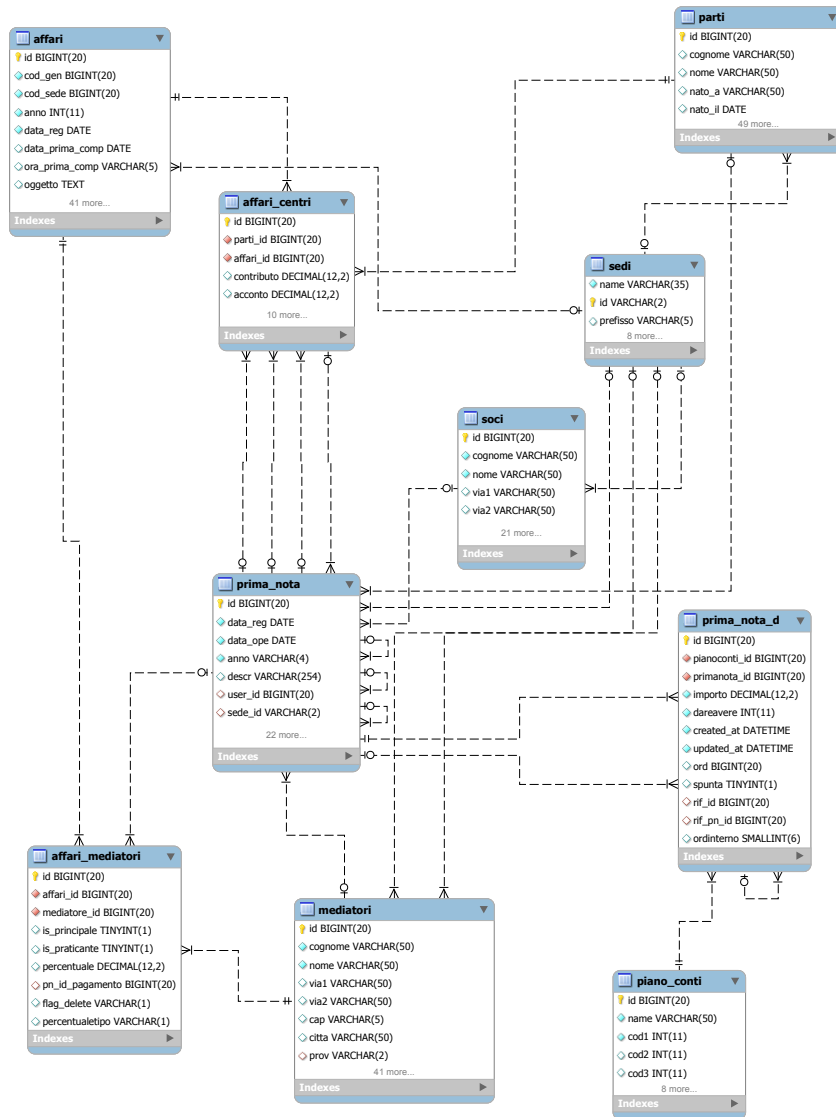 affari
id BIGINT(20)
cod_gen BIGINT(20)
cod_sede BIGINT(20)
anno INT(11)
data_reg DATE
data_prima_comp DATE
ora_prima_comp VARCHAR(5)
oggetto TEXT
41 more...
Indexes
parti
id BIGINT(20)
cognome VARCHAR(50)
nome VARCHAR(50)
nato_a VARCHAR(50)
nato_il DATE
49 more...
Indexes
affari_centri
id BIGINT(20)
parti_id BIGINT(20)
affari_id BIGINT(20)
contributo DECIMAL(12,2)
acconto DECIMAL(12,2)
10 more...
Indexes
sedi
name VARCHAR(35)
id VARCHAR(2)
prefisso VARCHAR(5)
8 more...
Indexes
soci
id BIGINT(20)
cognome VARCHAR(50)
nome VARCHAR(50)
via1 VARCHAR(50)
via2 VARCHAR(50)
21 more...
Indexes
prima_nota
id BIGINT(20)
data_reg DATE
data_ope DATE
anno VARCHAR(4)
descr VARCHAR(254)
user_id BIGINT(20)
sede_id VARCHAR(2)
22 more...
Indexes
prima_nota_d
id BIGINT(20)
pianoconti_id BIGINT(20)
primanota_id BIGINT(20)
importo DECIMAL(12,2)
dareavere INT(11)
created_at DATETIME
updated_at DATETIME
ord BIGINT(20)
spunta TINYINT(1)
rif_id BIGINT(20)
rif_pn_id BIGINT(20)
ordinterno SMALLINT(6)
Indexes
affari_mediatori
id BIGINT(20)
affari_id BIGINT(20)
mediatore_id BIGINT(20)
is_principale TINYINT(1)
is_praticante TINYINT(1)
percentuale DECIMAL(12,2)
pn_id_pagamento BIGINT(20)
flag_delete VARCHAR(1)
percentualetipo VARCHAR(1)
Indexes
mediatori
id BIGINT(20)
cognome VARCHAR(50)
nome VARCHAR(50)
via1 VARCHAR(50)
via2 VARCHAR(50)
cap VARCHAR(5)
citta VARCHAR(50)
prov VARCHAR(2)
41 more...
Indexes
piano_conti
id BIGINT(20)
name VARCHAR(50)
cod1 INT(11)
cod2 INT(11)
cod3 INT(11)
8 more...
Indexes